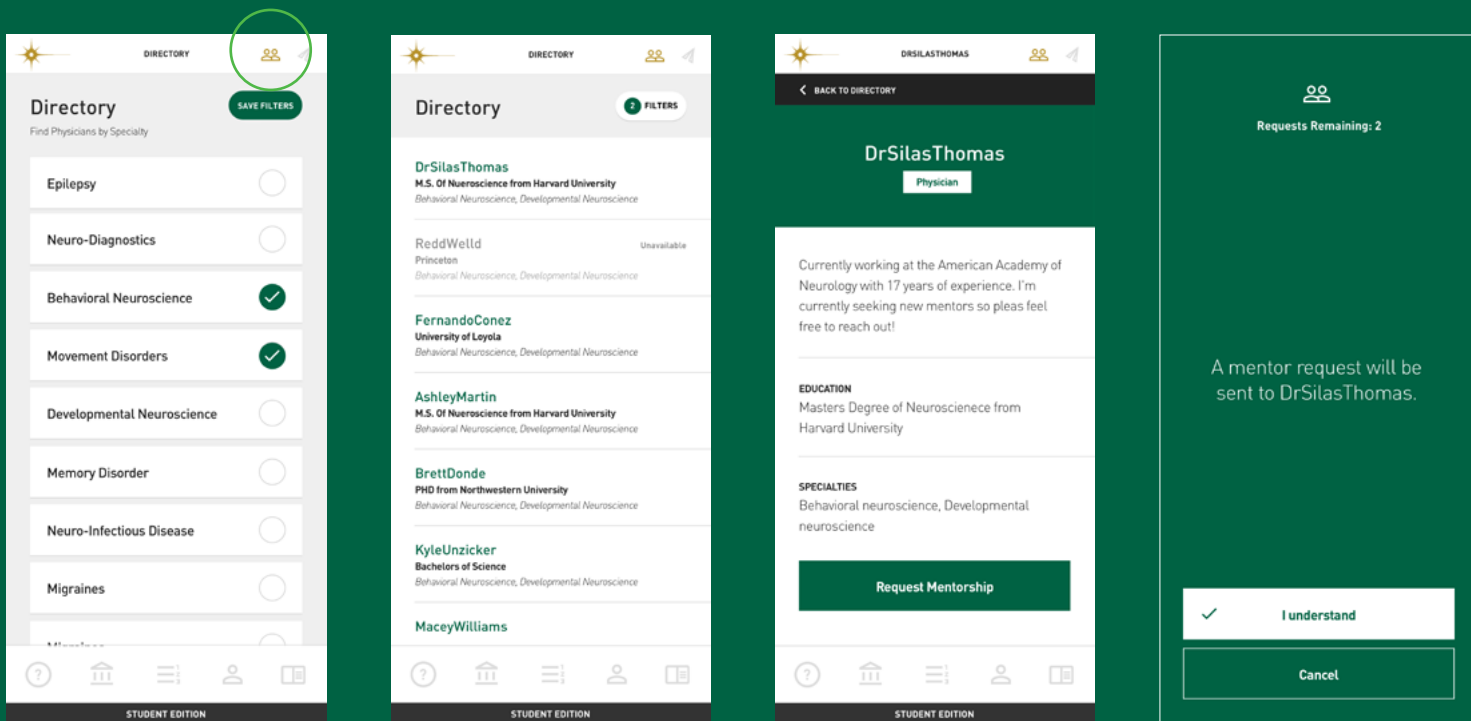 DIRECTORY
Directory
SAVE FILTERS
Find Physicians by Specialty
Epilepsy
Neuro-Diagnostics
Behavioral Neuroscience
Movement Disorders
Developmental Neuroscience
Memory Disorder
Neuro-Infectious Disease
Migraines
Migraines
STUDENT EDITION
DIRECTORY
Directory
2 FILTERS
DrSilasThomas
M.S. Of Nueroscience from Harvard University
Behavioral Neuroscience, Developmental Neuroscience
ReddWelld
Unavailable
Princeton
Behavioral Neuroscience, Developmental Neuroscience
FernandoConez
University of Loyola
Behavioral Neuroscience, Developmental Neuroscience
AshleyMartin
M.S. Of Nueroscience from Harvard University
Behavioral Neuroscience, Developmental Neuroscience
BrettDonde
PHD from Northwestern University
Behavioral Neuroscience, Developmental Neuroscience
KyleUnzicker
Bachelors of Science
Behavioral Neuroscience, Developmental Neuroscience
MaceyWilliams
STUDENT EDITION
DRSILASTHOMAS
BACK TO DIRECTORY
DrSilasThomas
Physician
Currently working at the American Academy of
Neurology with 17 years of experience. I'm
currently seeking new mentors so pleas feel
free to reach out!
EDUCATION
Masters Degree of Neuroscienece from
Harvard University
SPECIALTIES
Behavioral neuroscience, Developmental
neuroscience
Request Mentorship
STUDENT EDITION
Requests Remaining: 2
A mentor request will be
sent to DrSilasThomas.
I understand
Cancel